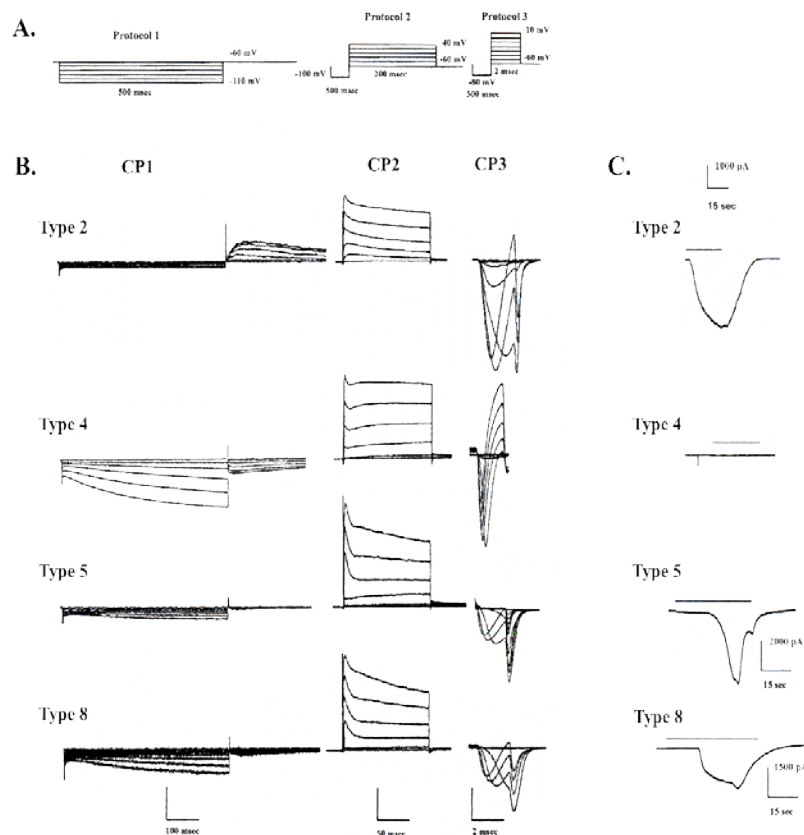 A.
Protocol 1
-60 mV
-110 mV
500 msec
Protocol 2
40 mV
-60 mV
-100 mV
200 msec
500 msec
Protocol 3
10 mV
-60 mV
2 msec
-80 mV
500 msec
B.
CP1
CP2
CP3
C.
1000 pA
15 sec
Type 2
Type 2
Type 4
Type 4
Type 5
Type 5
2000 pA
15 sec
Type 8
Type 8
1500 pA
15 sec
100 msec
50 msec
2 msec